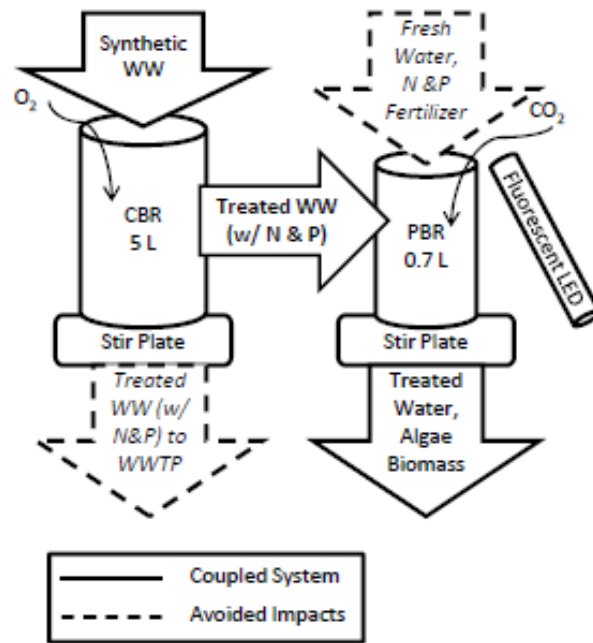 Synthetic
WW
O2
CBR
5 L
Stir Plate
Treated
WW (w/
N&P) to
WWTP
Treated WW
(w/ N & P)
Fresh
Water,
N &P
Fertilizer
CO2
PBR
0.7 L
Fluorescent LED
Stir Plate
Treated
Water,
Algae
Biomass
Coupled System
Avoided Impacts